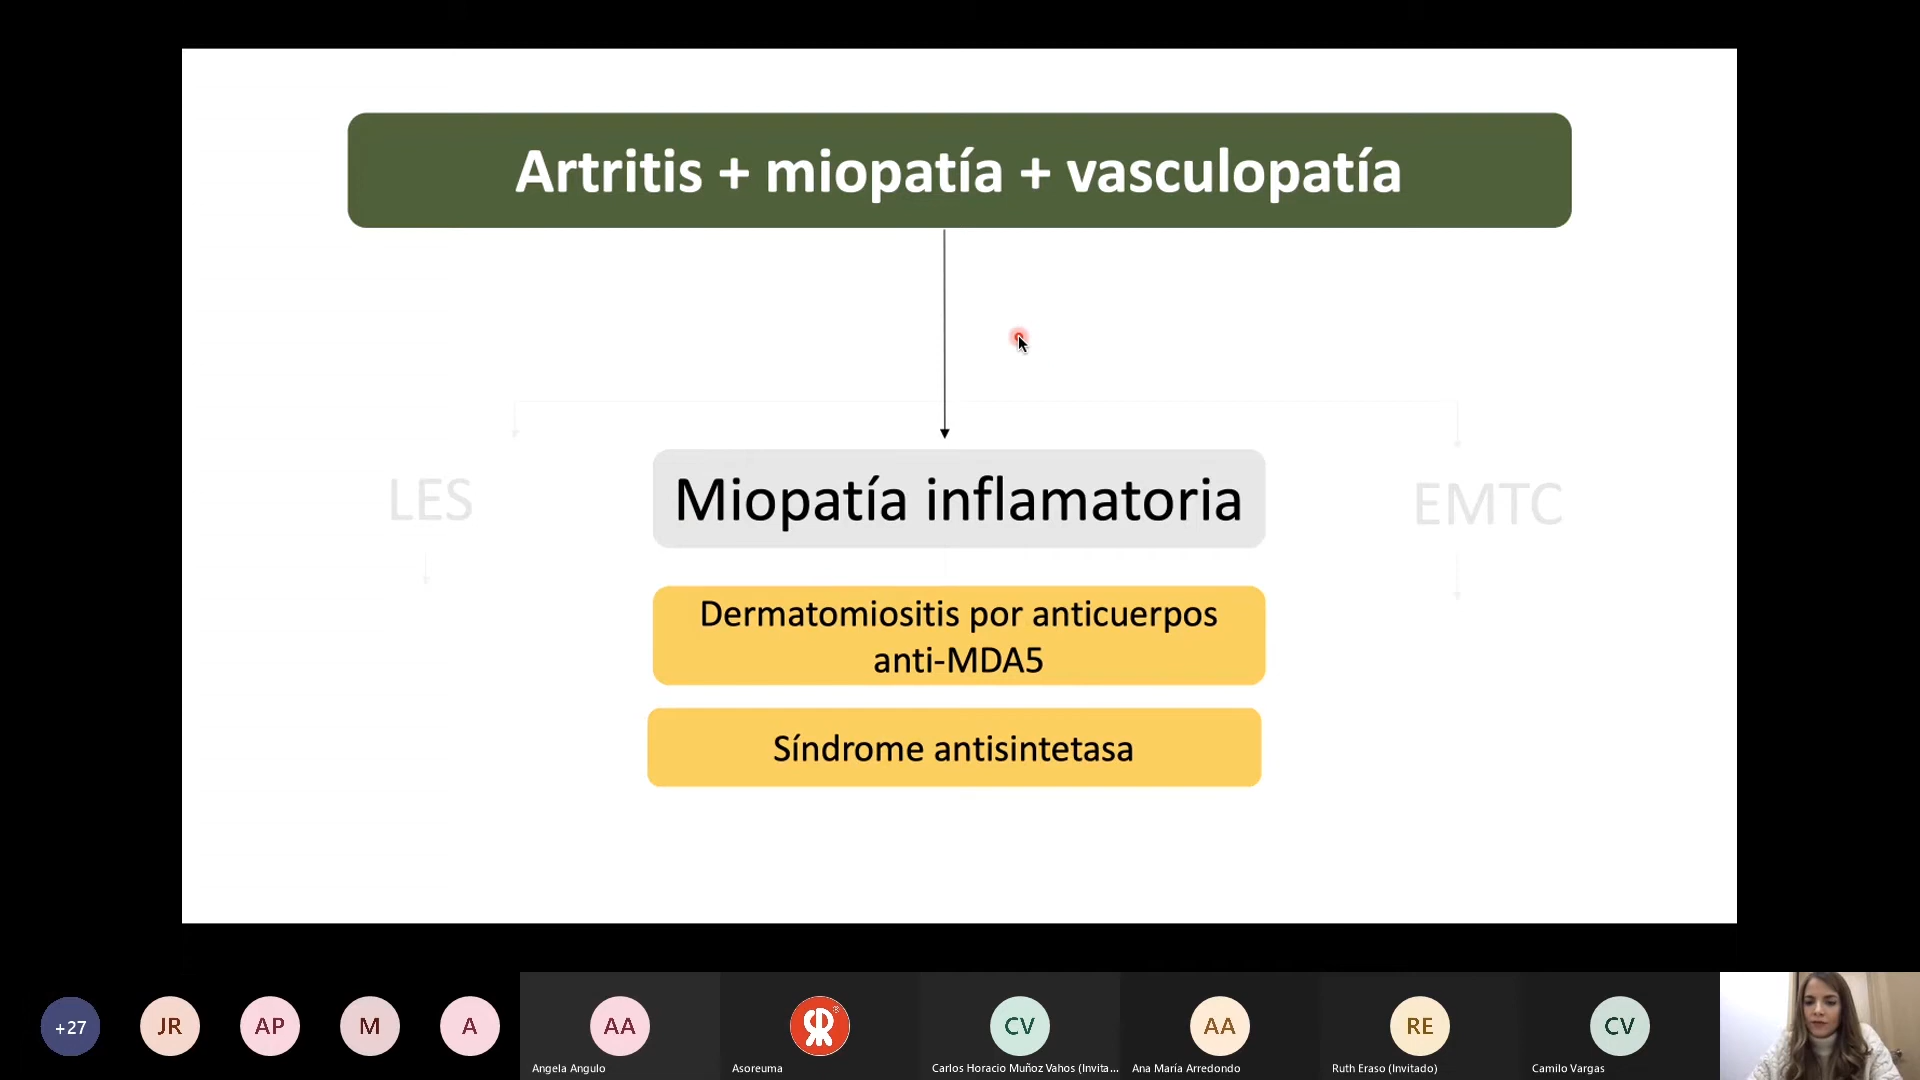 Artritis + miopatía + vasculopatía
LES
Miopatía inflamatoria
EMTC
Dermatomiositis por anticuerpos
anti-MDA5
Síndrome antisintetasa
+27
JR
AP
M
A
AA
CV
AA
RE
CV
Angela Angulo
Asoreuma
Carlos Horacio Muñoz Vahos (Invita...
Ana María Arredondo
Ruth Eraso (Invitado)
Camilo Vargas